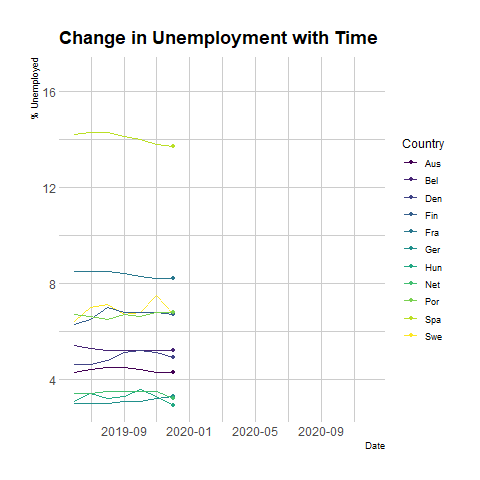 Change in Unemployment with Time
% Unemployed
16
12
8
4
2019-09 2020-01 2020-05 2020-09
Date
Country
Aus
Bel
Den
Fin
Fra
Ger
Hun
Net
Por
Spa
Swe